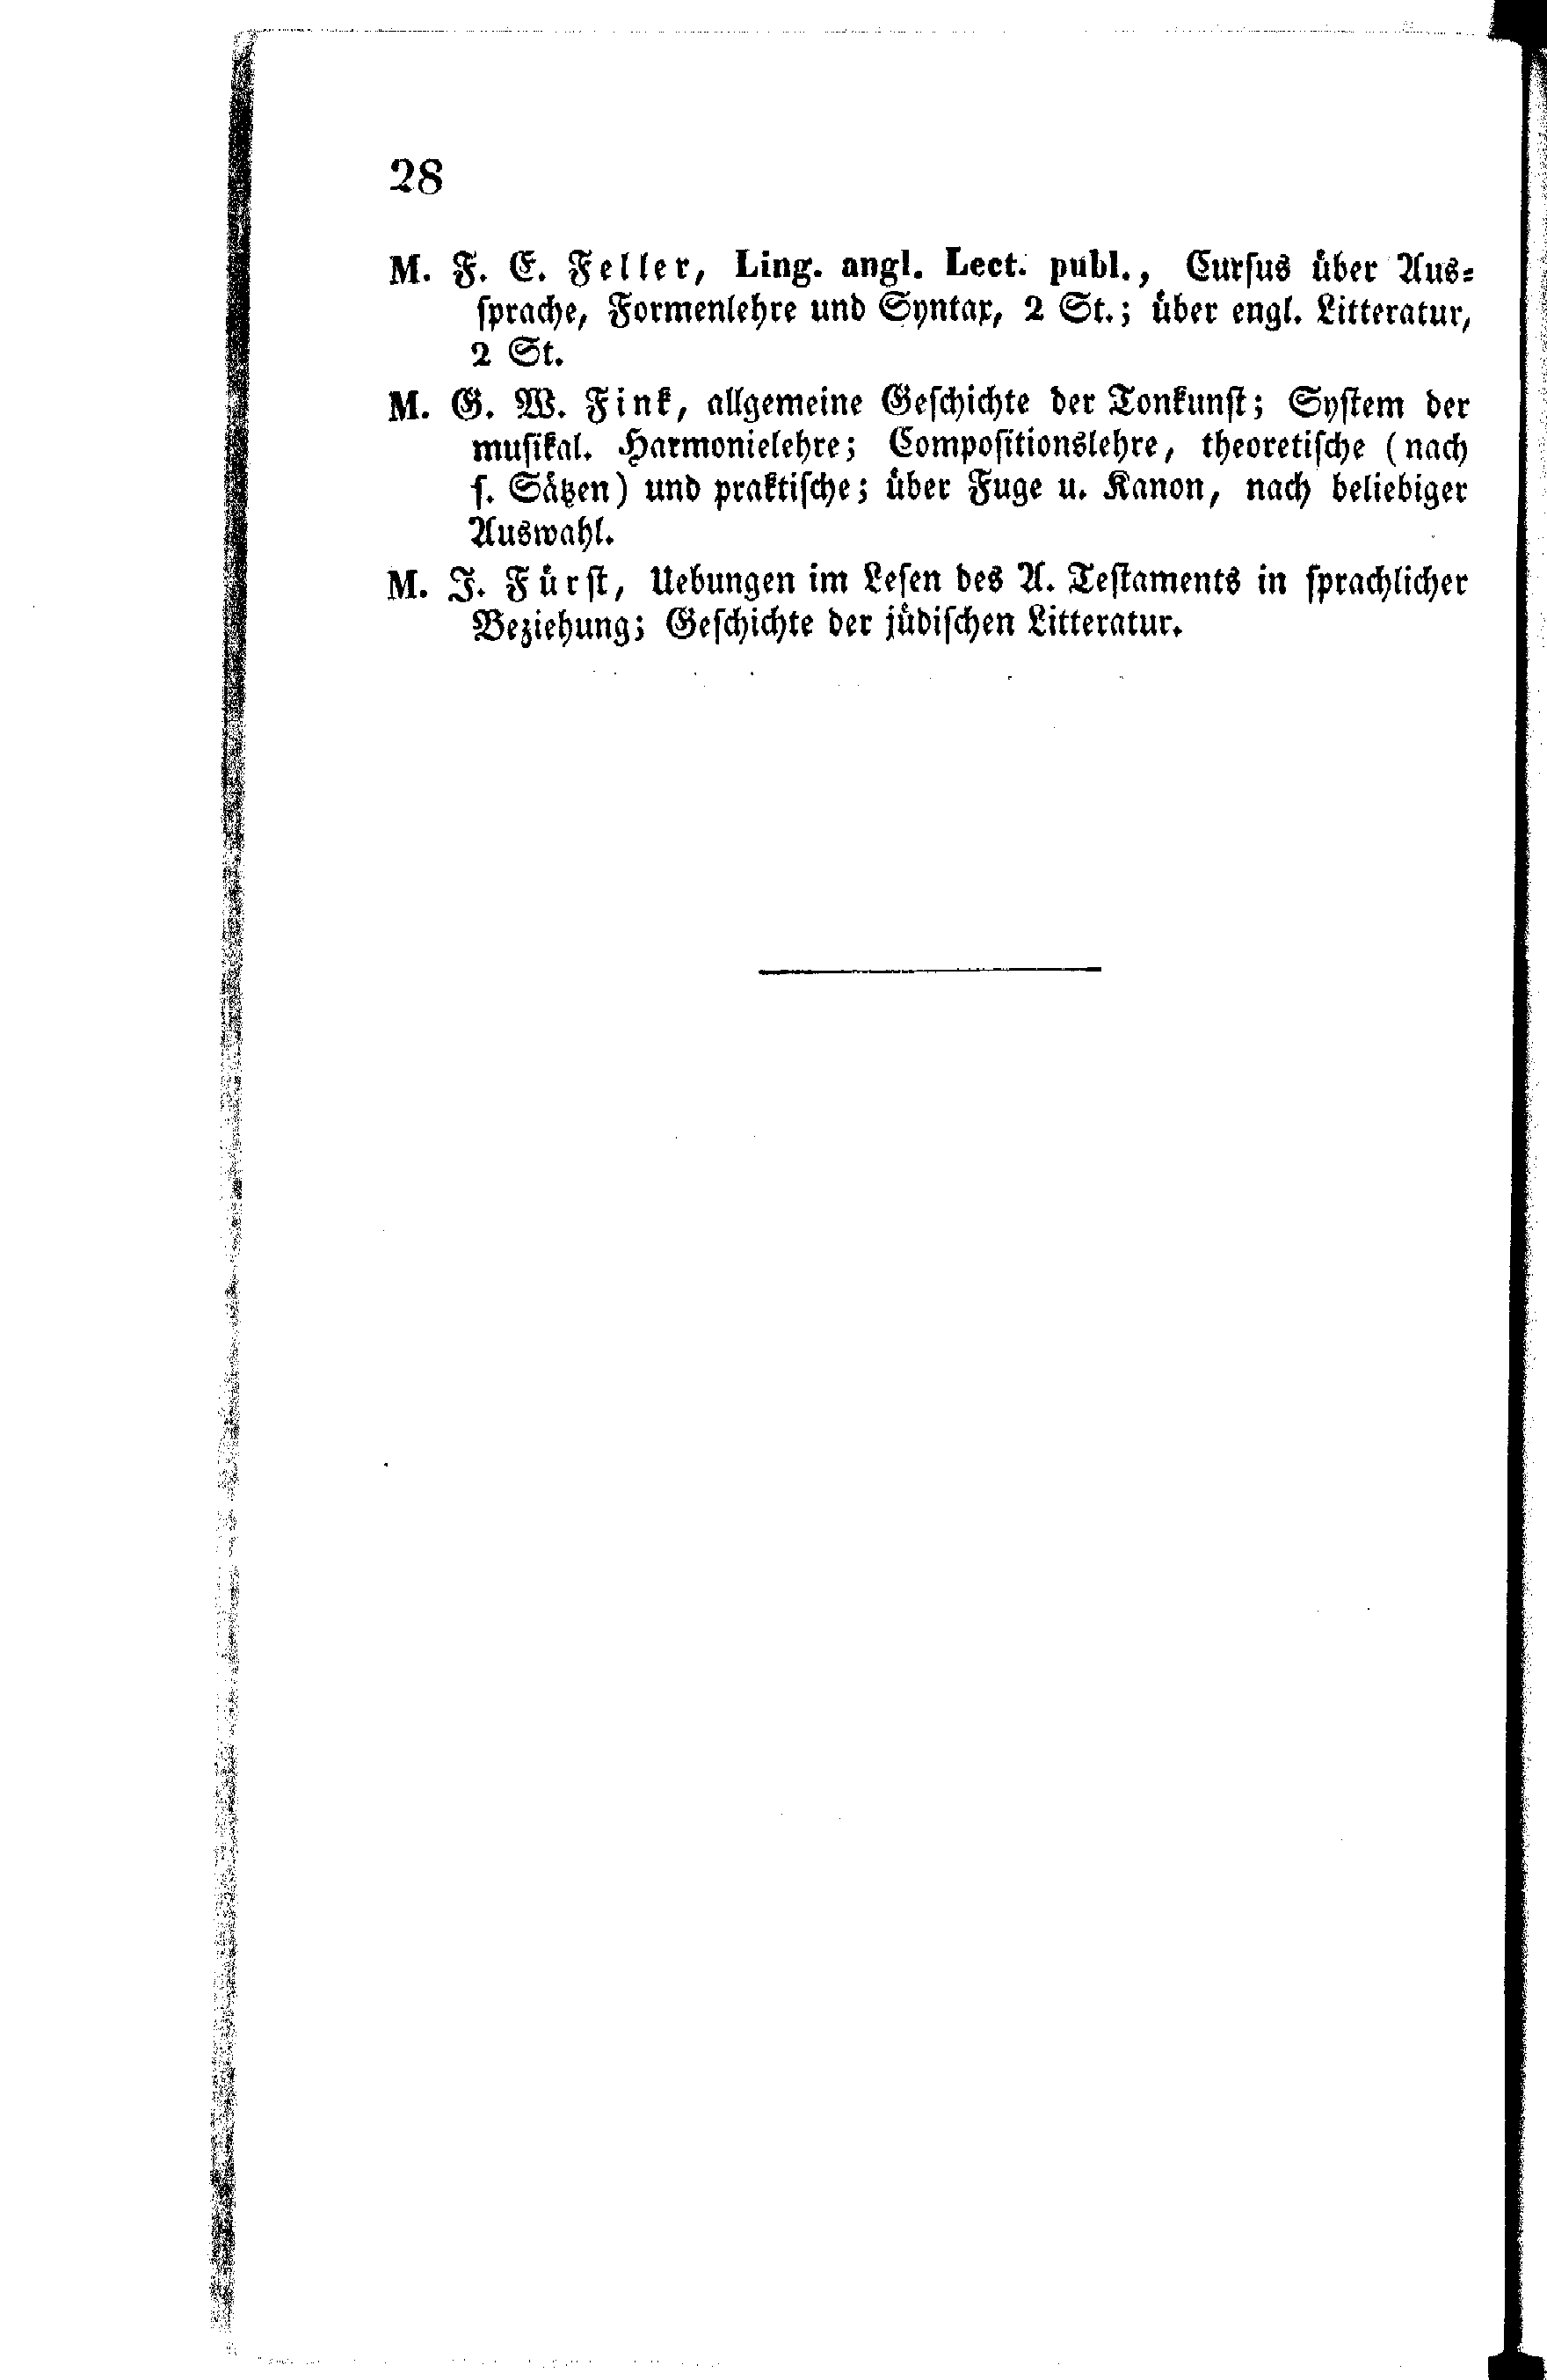 28
M. F. E. Feller, Ling. angl. Lect. publ., Cursus über Aus-
sprache, Formenlehre und Syntax, 2 St.; über engl. Litteratur,
2 St.
M. G. W. Fink, allgemeine Geschichte der Tonkunst; System der
musikal. Harmonielehre; Compositionslehre, theoretische (nach
s. Sätzen) und praktische; über Fuge u. Kanon, nach beliebiger
Auswahl.
M. J. Fürst, Uebungen im Lesen des A. Testaments in sprachlicher
Beziehung; Geschichte der jüdischen Litteratur.